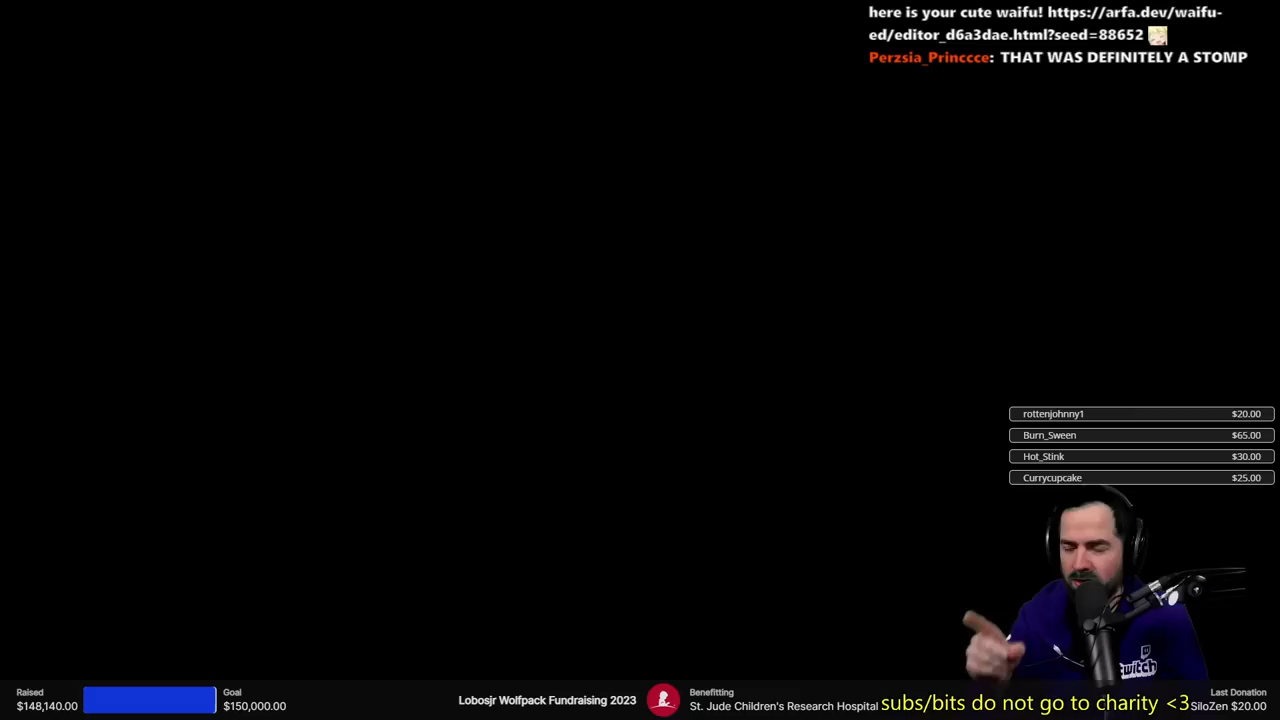 here is your cute waifu! https://arfa.dev/waifu-
ed/editor_d6a3dae.html?seed=88652
Perzsia_Princcce: THAT WAS DEFINITELY A STOMP
rottenjohnny1 $20.00
Burn_Sween $65.00
Hot_Stink $30.00
Currycupcake $25.00
twitch
Raised
$148,140.00
Goal
$150,000.00
Lobosjr Wolfpack Fundraising 2023
Benefitting
St. Jude Children's Research Hospital
subs/bits do not go to charity <3
Last Donation
SiloZen $20.00